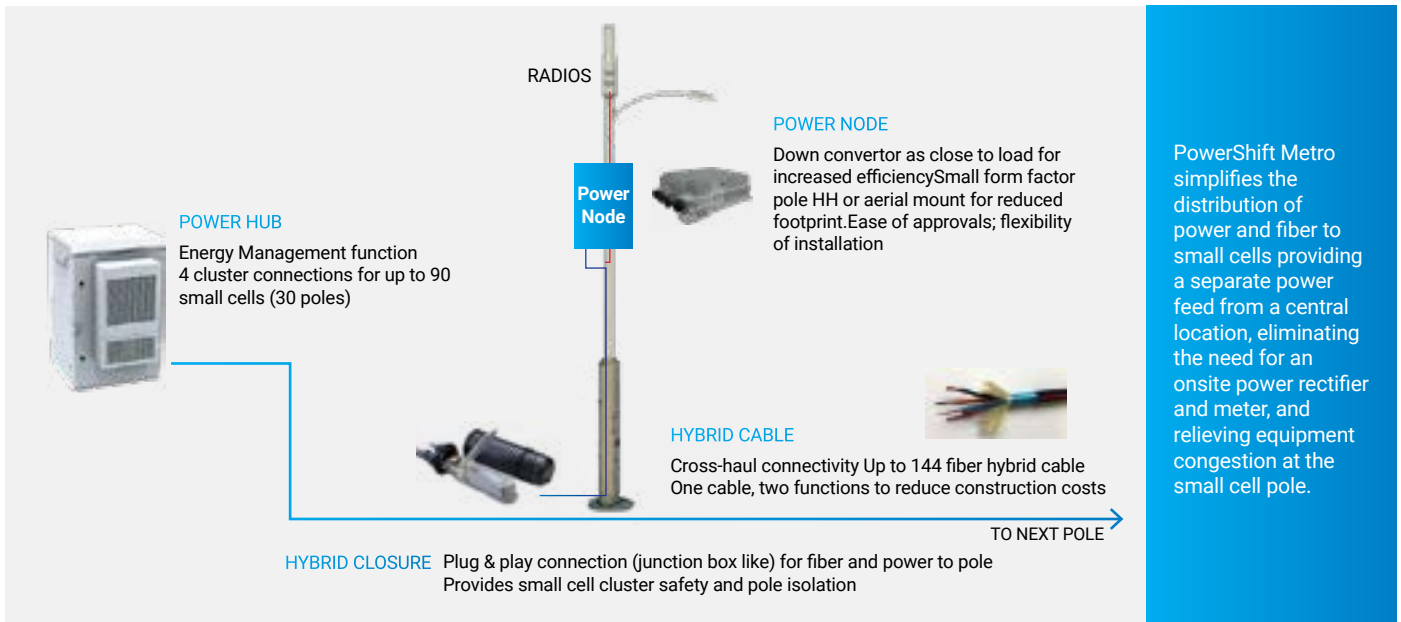 RADIOS
POWER NODE
Down convertor as close to load for
increased efficiencySmall form factor
pole HH or aerial mount for reduced
footprint.Ease of approvals; flexibility
of installation
Power
Node
POWER HUB
Energy Management function
4 cluster connections for up to 90
small cells (30 poles)
HYBRID CABLE
Cross-haul connectivity Up to 144 fiber hybrid cable
One cable, two functions to reduce construction costs
TO NEXT POLE
HYBRID CLOSURE Plug & play connection (junction box like) for fiber and power to pole
Provides small cell cluster safety and pole isolation
PowerShift Metro
simplifies the
distribution of
power and fiber to
small cells providing
a separate power
feed from a central
location, eliminating
the need for an
onsite power rectifier
and meter, and
relieving equipment
congestion at the
small cell pole.